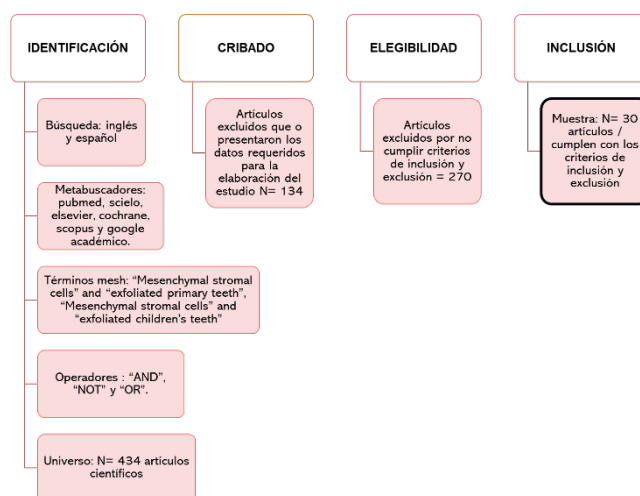 IDENTIFICACIÓN
Búsqueda: inglés
y español
Metabuscadores:
pubmed, scielo,
elsevier, cochrane,
scopus y google
académico.
Términos mesh: “Mesenchymal stromal
cells” and “exfoliated primary teeth”,
“Mesenchymal stromal cells” and
“exfoliated children's teeth”
Operadores : “AND”,
“NOT” y “OR”.
Universo: N= 434 artículos
científicos
CRIBADO
Artículos
excluidos que o
presentaron los
datos requeridos
para la
elaboración del
estudio N= 134
ELEGIBILIDAD
Artículos
excluidos por no
cumplir criterios
de inclusión y
exclusión = 270
INCLUSIÓN
Muestra: N= 30
artículos /
cumplen con los
criterios de
inclusión y
exclusión